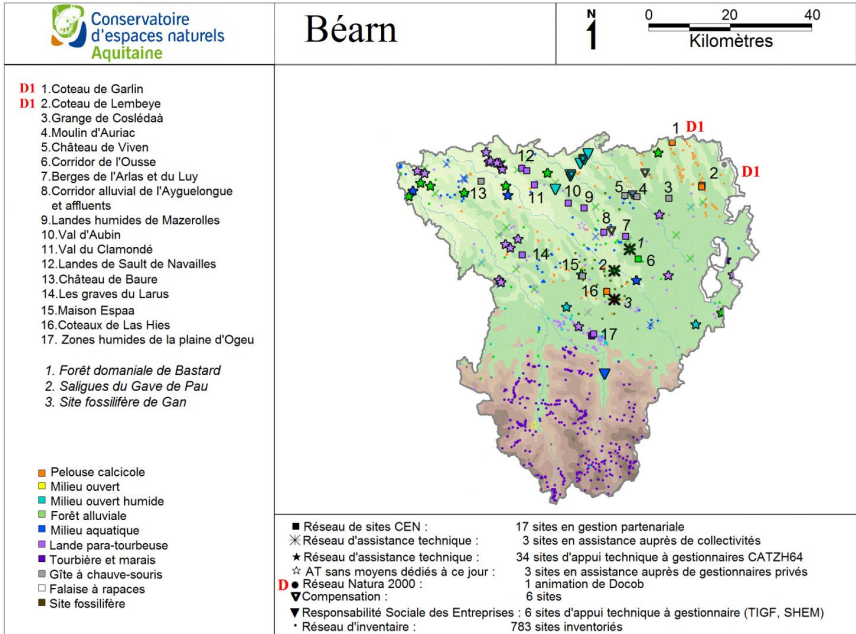 Conservatoire
d'espaces naturels
Aquitaine
Béarn
N
0 20 40
Kilomètres
D1 1.Coteau de Garlin
D1 2.Coteau de Lembeye
3.Grange de Coslédaà
4.Moulin d'Auriac
5.Château de Viven
6.Corridor de l'Ousse
7.Berges de l'Arlas et du Luy
8.Corridor alluvial de l'Ayguelongue
et affluents
9.Landes humides de Mazerolles
10.Val d'Aubin
11.Val du Clamondé
12.Landes de Sault de Navailles
13.Château de Baure
14.Les graves du Larus
15.Maison Espaa
16.Coteaux de Las Hies
17. Zones humides de la plaine d'Ogeu
1. Forêt domaniale de Bastard
2. Saligues du Gave de Pau
3. Site fossilifère de Gan
Pelouse calcicole
Milieu ouvert
Milieu ouvert humide
Forêt alluviale
Milieu aquatique
Lande para-tourbeuse
Tourbière et marais
Gîte à chauve-souris
Falaise à rapaces
Site fossilifère
1 D1
D1
12
2
10
5 4 3
13
11
9
8
7
1
6
14
2
15
16
3
17
Réseau de sites CEN : 17 sites en gestion partenariale
Réseau d'assistance technique : 3 sites en assistance auprès de collectivités
Réseau d'assistance technique : 34 sites d'appui technique à gestionnaires CATZH64
AT sans moyens dédiés à ce jour : 3 sites en assistance auprès de gestionnaires privés
D Réseau Natura 2000 : 1 animation de Docob
Compensation : 6 sites
Responsabilité Sociale des Entreprises : 6 sites d'appui technique à gestionnaire (TIGF, SHEM)
Réseau d'inventaire : 783 sites inventoriés